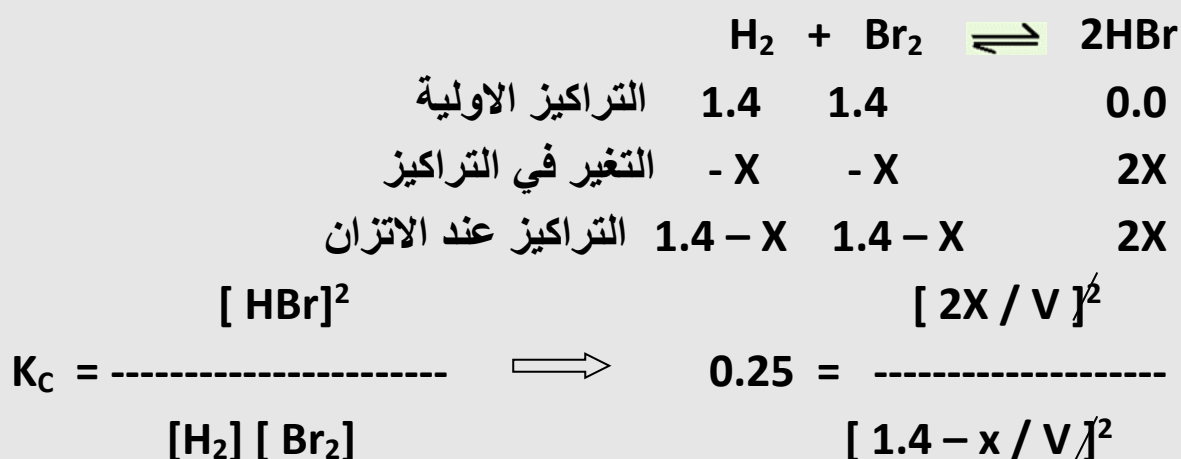 H₂ + Br₂ ⇌ 2HBr
التراكيز الاولية 1.4 1.4 0.0
التغير في التراكيز - X - X 2X
التراكيز عند الاتزان 1.4 – X 1.4 – X 2X
[ HBr]² [ 2X / V ]²
K_C = ----------------------- ⇒ 0.25 = --------------------
[H₂] [ Br₂] [ 1.4 – x / V ]²